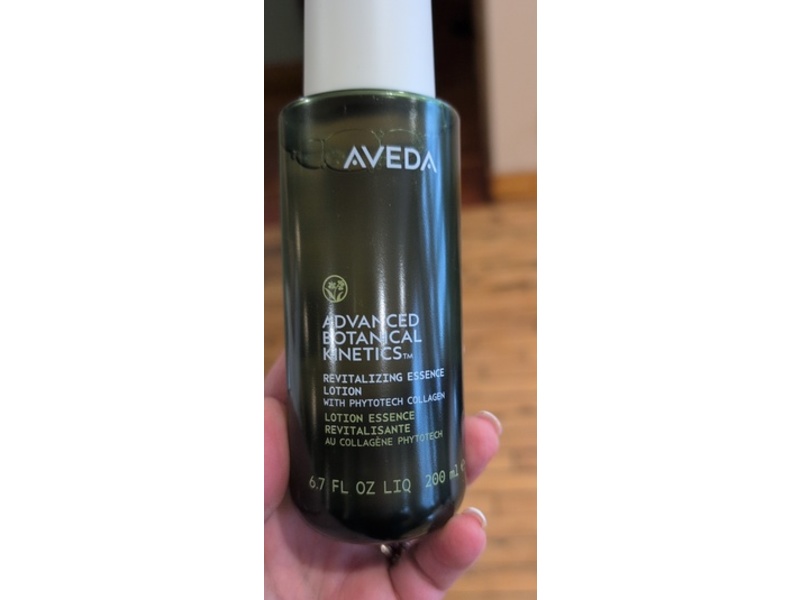 AVEDA
ADVANCED
BOTANICAL
KINETICS™
REVITALIZING ESSENCE
LOTION
WITH PHYTOTECH COLLAGEN
LOTION ESSENCE
REVITALISANTE
AU COLLAGÈNE PHYTOTECH
6.7 FL OZ LIQ 200 ml e